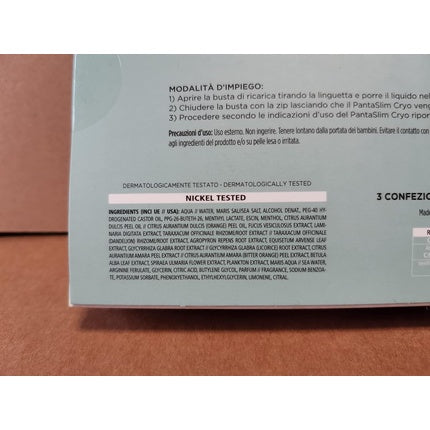 MODALITÀ D'IMPIEGO:
1) Aprire la busta di ricarica tirando la linguetta e porre il liquido nel
2) Chiudere la busta con la zip lasciando che il PantaSlim Cryo veng
3) Procedere secondo le indicazioni d'uso del PantaSlim Cryo ripor
Precauzioni d'uso: Uso esterno. Non ingerire. Tenere lontano dalla portata dei bambini. Evitare il contatto con
agli ingredienti del prodotto e/o su pelle lesa o irritata.
DERMATOLOGICAMENTE TESTATO - DERMATOLOGICALLY TESTED
NICKEL TESTED
3 CONFEZIO
Made
INGREDIENTS (INCI UE // USA): AQUA // WATER, MARIS SAL/SEA SALT, ALCOHOL DENAT., PEG-40 HY-
DROGENATED CASTOR OIL, PPG-26-BUTETH-26, MENTHYL LACTATE, ESCIN, MENTHOL, CITRUS AURANTIUM
DULCIS PEEL OIL // CITRUS AURANTIUM DULCIS (ORANGE) PEEL OIL, FUCUS VESICULOSUS EXTRACT, LAMI-
NARIA DIGITATA EXTRACT, TARAXACUM OFFICINALE RHIZOME/ROOT EXTRACT // TARAXACUM OFFICINALE
(DANDELION) RHIZOME/ROOT EXTRACT, AGROPYRON REPENS ROOT EXTRACT, EQUISETUM ARVENSE LEAF
EXTRACT, GLYCYRRHIZA GLABRA ROOT EXTRACT // GLYCYRRHIZA GLABRA (LICORICE) ROOT EXTRACT, CITRUS
AURANTIUM AMARA PEEL EXTRACT // CITRUS AURANTIUM AMARA (BITTER ORANGE) PEEL EXTRACT, BETULA
ALBA LEAF EXTRACT, SPIRAEA ULMARIA FLOWER EXTRACT, PLANKTON EXTRACT, MARIS AQUA // SEA WATER,
ARGININE FERULATE, GLYCERIN, CITRIC ACID, BUTYLENE GLYCOL, PARFUM // FRAGRANCE, SODIUM BENZOA-
TE, POTASSIUM SORBATE, PHENOXYETHANOL, ETHYLHEXYLGLYCERIN, LIMONENE, CITRAL.